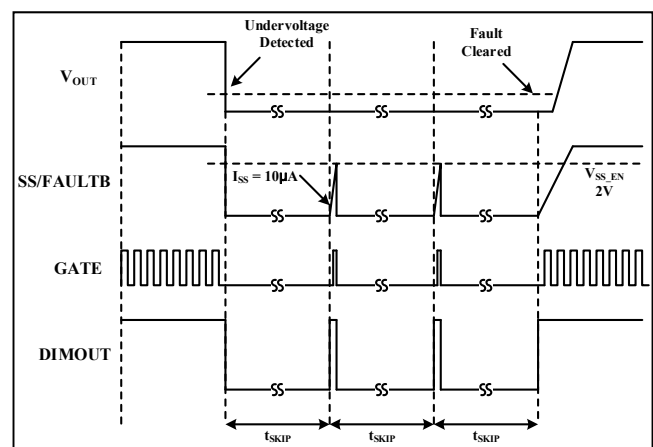 Undervoltage
Detected
Fault
Cleared
VOUT
SS/FAULTB
ISS = 10µA
VSS_EN
2V
GATE
DIMOUT
tSKIP
tSKIP
tSKIP